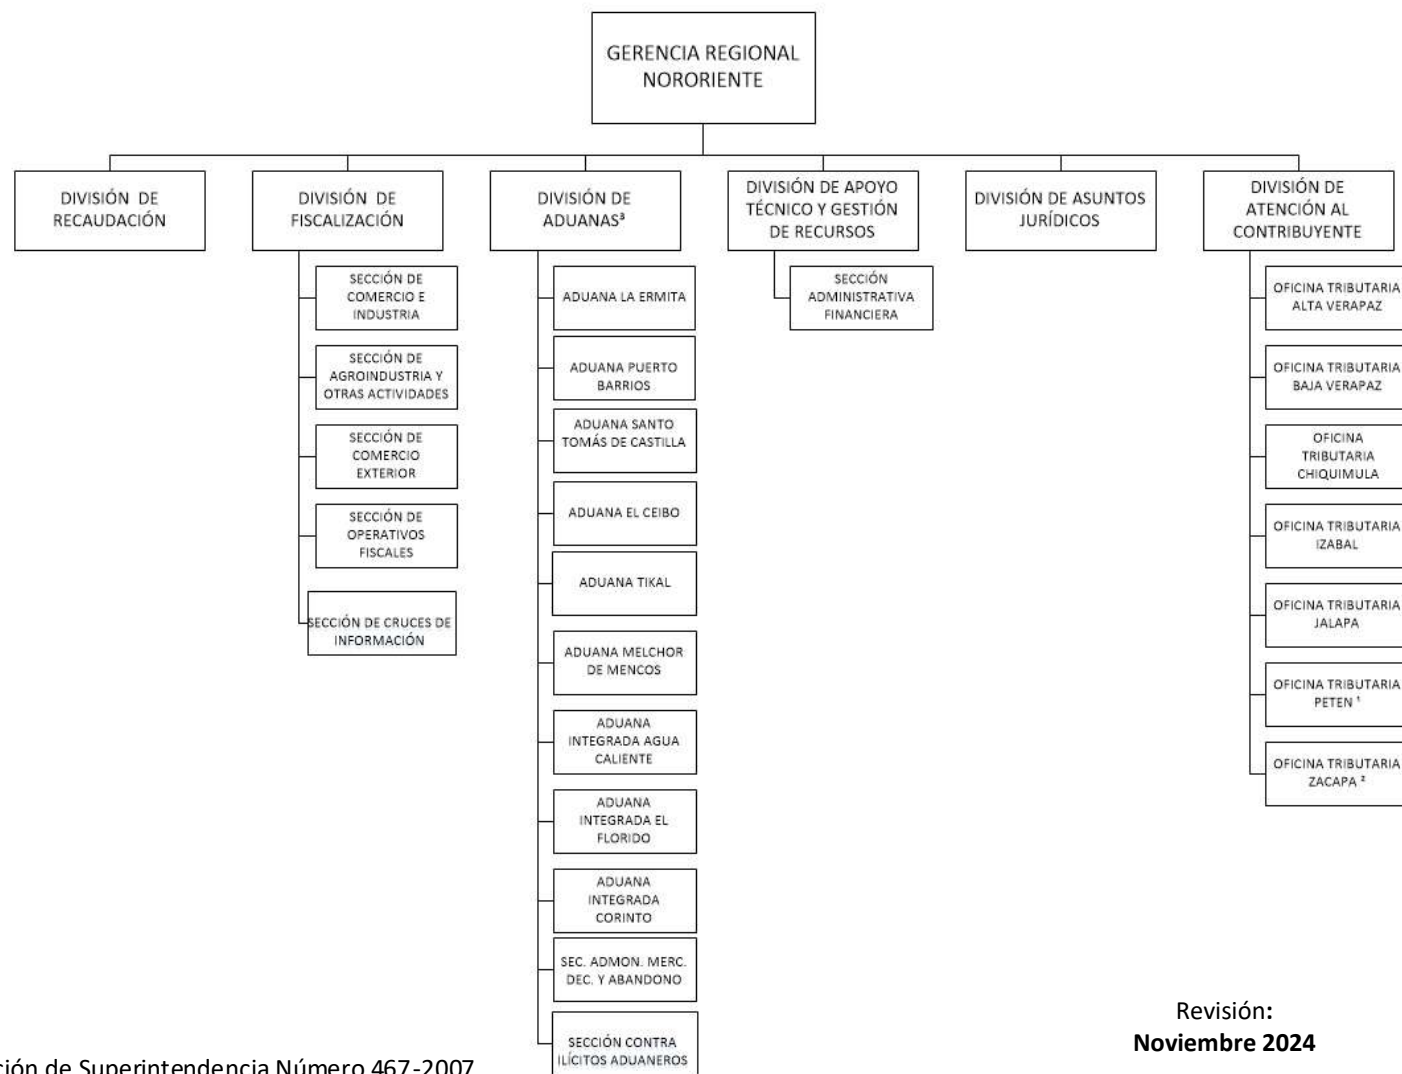 GERENCIA REGIONAL
NORORIENTE
DIVISIÓN DE
RECAUDACIÓN
DIVISIÓN DE
FISCALIZACIÓN
SECCIÓN DE
COMERCIO E
INDUSTRIA
SECCIÓN DE
AGROINDUSTRIA Y
OTRAS ACTIVIDADES
SECCIÓN DE
COMERCIO
EXTERIOR
SECCIÓN DE
OPERATIVOS
FISCALES
SECCIÓN DE CRUCES DE
INFORMACIÓN
DIVISIÓN DE
ADUANAS³
ADUANA LA ERMITA
ADUANA PUERTO
BARRIOS
ADUANA SANTO
TOMÁS DE CASTILLA
ADUANA EL CEIBO
ADUANA TIKAL
ADUANA MELCHOR
DE MENCOS
ADUANA
INTEGRADA AGUA
CALIENTE
ADUANA
INTEGRADA EL
FLORIDO
ADUANA
INTEGRADA
CORINTO
SEC. ADMON. MERC.
DEC. Y ABANDONO
SECCIÓN CONTRA
ILÍCITOS ADUANEROS
DIVISIÓN DE APOYO
TÉCNICO Y GESTIÓN
DE RECURSOS
SECCIÓN
ADMINISTRATIVA
FINANCIERA
DIVISIÓN DE ASUNTOS
JURÍDICOS
DIVISIÓN DE
ATENCIÓN AL
CONTRIBUYENTE
OFICINA TRIBUTARIA
ALTA VERAPAZ
OFICINA TRIBUTARIA
BAJA VERAPAZ
OFICINA
TRIBUTARIA
CHIQUIMULA
OFICINA TRIBUTARIA
IZABAL
OFICINA TRIBUTARIA
JALAPA
OFICINA TRIBUTARIA
PETEN ¹
OFICINA TRIBUTARIA
ZACAPA ²
Revisión:
Noviembre 2024
ción de Superintendencia Número 467-2007